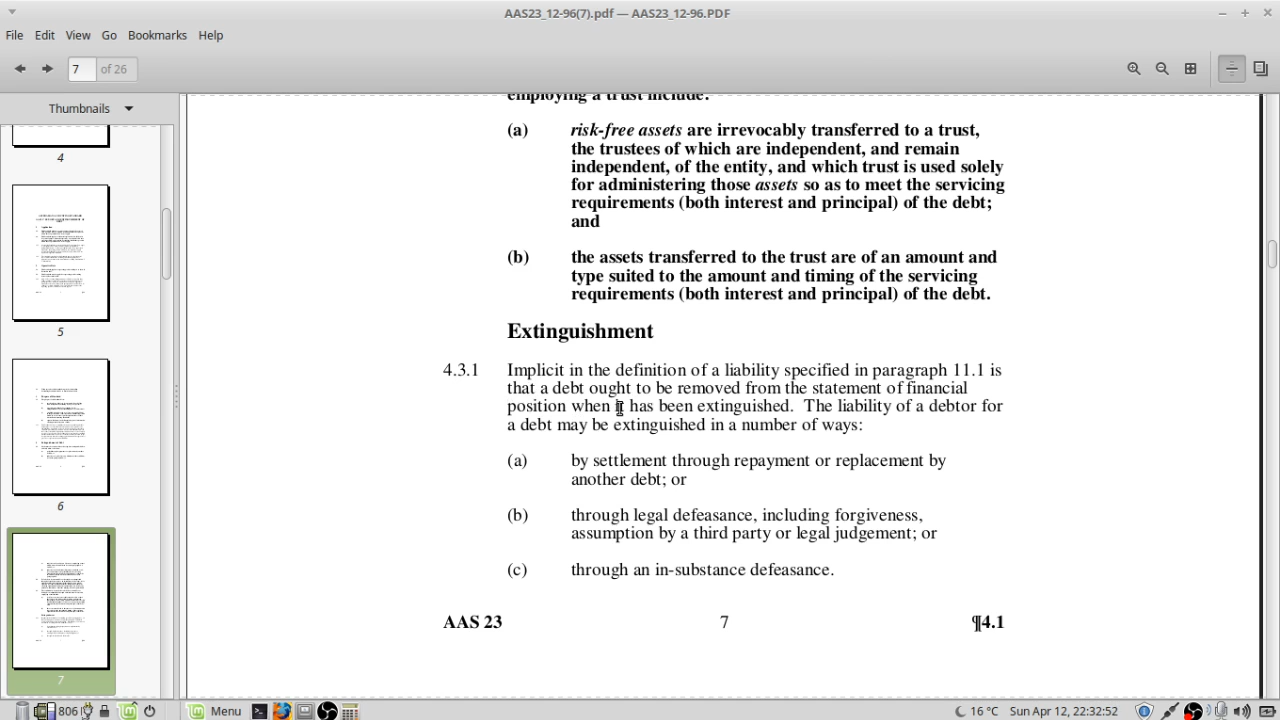 AAS23_12-96(7).pdf — AAS23_12-96.PDF
File Edit View Go Bookmarks Help
7 of 26
Thumbnails
4
5
6
7
employing a trust include:
(a) risk-free assets are irrevocably transferred to a trust,
the trustees of which are independent, and remain
independent, of the entity, and which trust is used solely
for administering those assets so as to meet the servicing
requirements (both interest and principal) of the debt;
and
(b) the assets transferred to the trust are of an amount and
type suited to the amount and timing of the servicing
requirements (both interest and principal) of the debt.
Extinguishment
4.3.1 Implicit in the definition of a liability specified in paragraph 11.1 is
that a debt ought to be removed from the statement of financial
position when it has been extinguished. The liability of a debtor for
a debt may be extinguished in a number of ways:
(a) by settlement through repayment or replacement by
another debt; or
(b) through legal defeasance, including forgiveness,
assumption by a third party or legal judgement; or
(c) through an in-substance defeasance.
AAS 23 7 ¶4.1
806 Menu 16 °C Sun Apr 12, 22:32:52